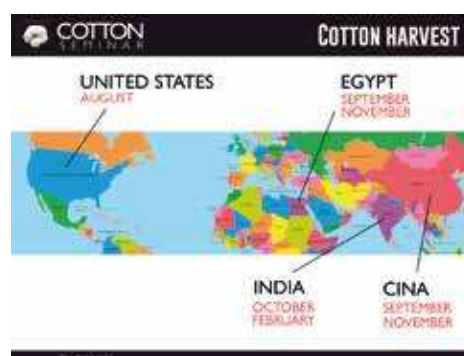 COTTON
SEMINAR
COTTON HARVEST
UNITED STATES
AUGUST
EGYPT
SEPTEMBER
NOVEMBER
INDIA
OCTOBER
FEBRUARY
CINA
SEPTEMBER
NOVEMBER